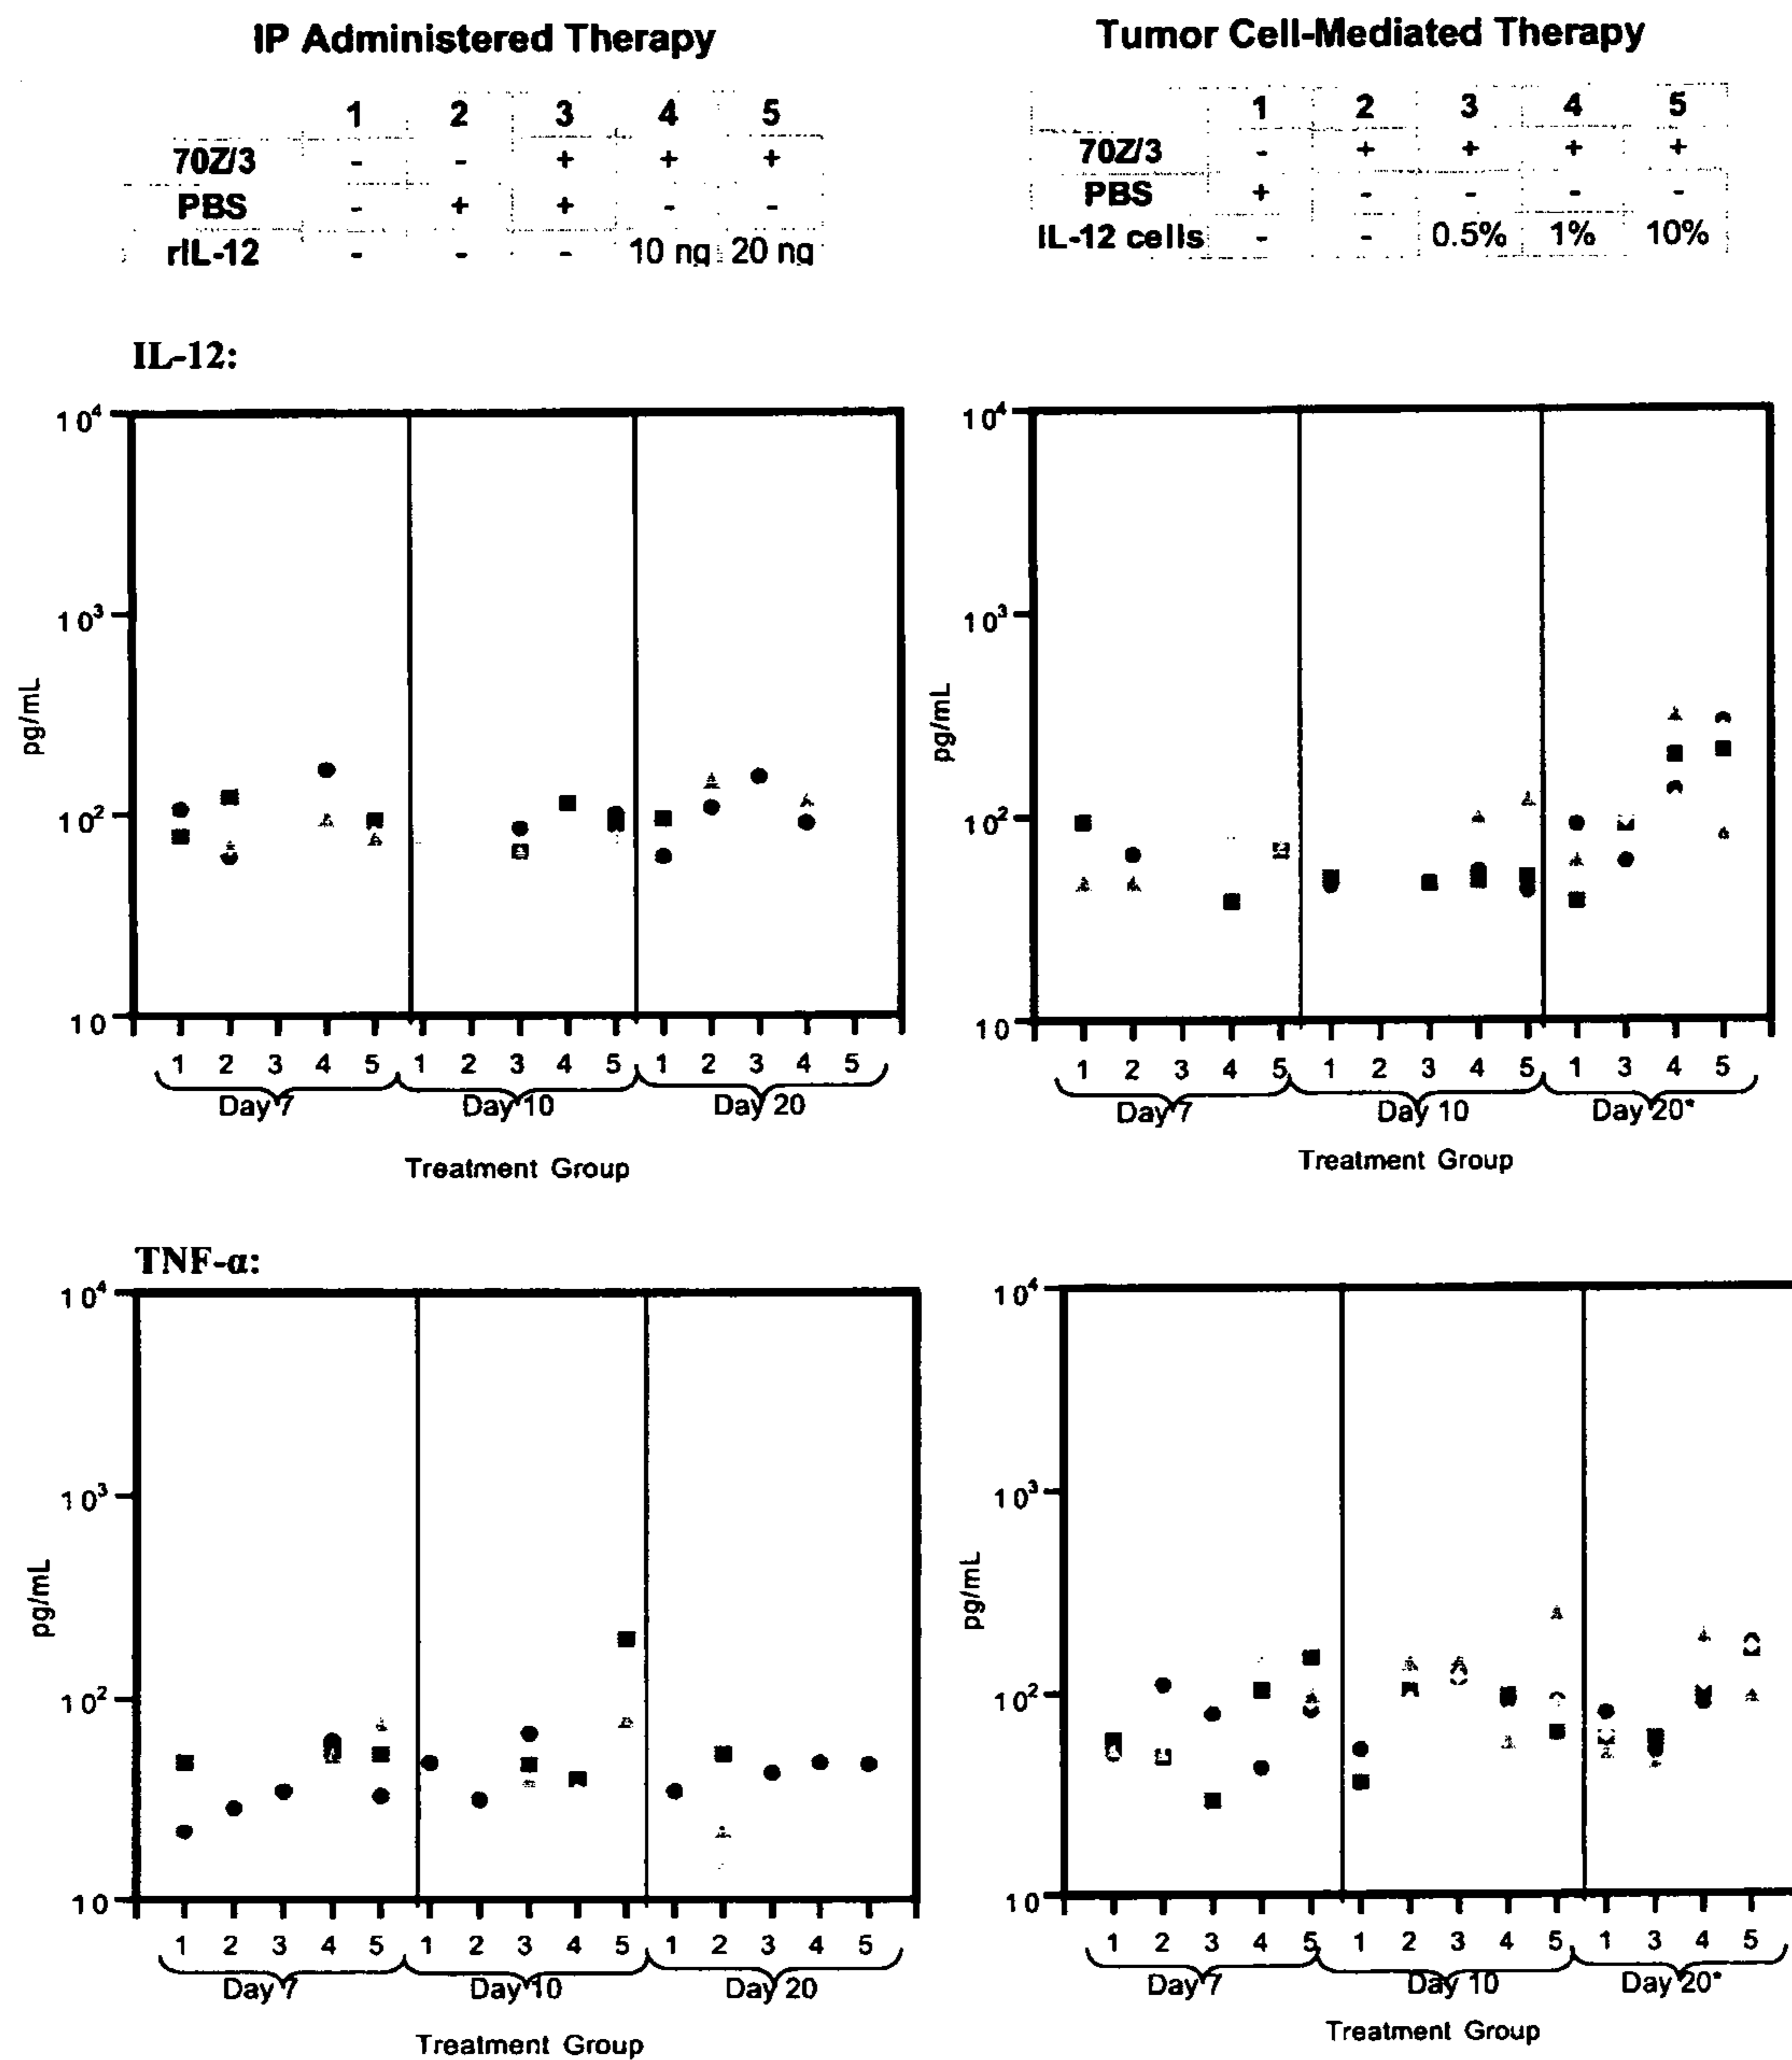 IP Administered Therapy
1 2 3 4 5
70Z/3 - - + + +
PBS - + + - -
rIL-12 - - - 10 ng 20 ng
Tumor Cell-Mediated Therapy
1 2 3 4 5
70Z/3 - + + + +
PBS + - - - -
IL-12 cells - - 0.5% 1% 10%
IL-12:
10⁴
10³
10²
10
pg/mL
1 2 3 4 5 1 2 3 4 5 1 2 3 4 5
Day 7 Day 10 Day 20
Treatment Group
10⁴
10³
10²
10
pg/mL
1 2 3 4 5 1 2 3 4 5 1 3 4 5
Day 7 Day 10 Day 20*
Treatment Group
TNF-α:
10⁴
10³
10²
10
pg/mL
1 2 3 4 5 1 2 3 4 5 1 2 3 4 5
Day 7 Day 10 Day 20
Treatment Group
10⁴
10³
10²
10
pg/mL
1 2 3 4 5 1 2 3 4 5 1 3 4 5
Day 7 Day 10 Day 20*
Treatment Group